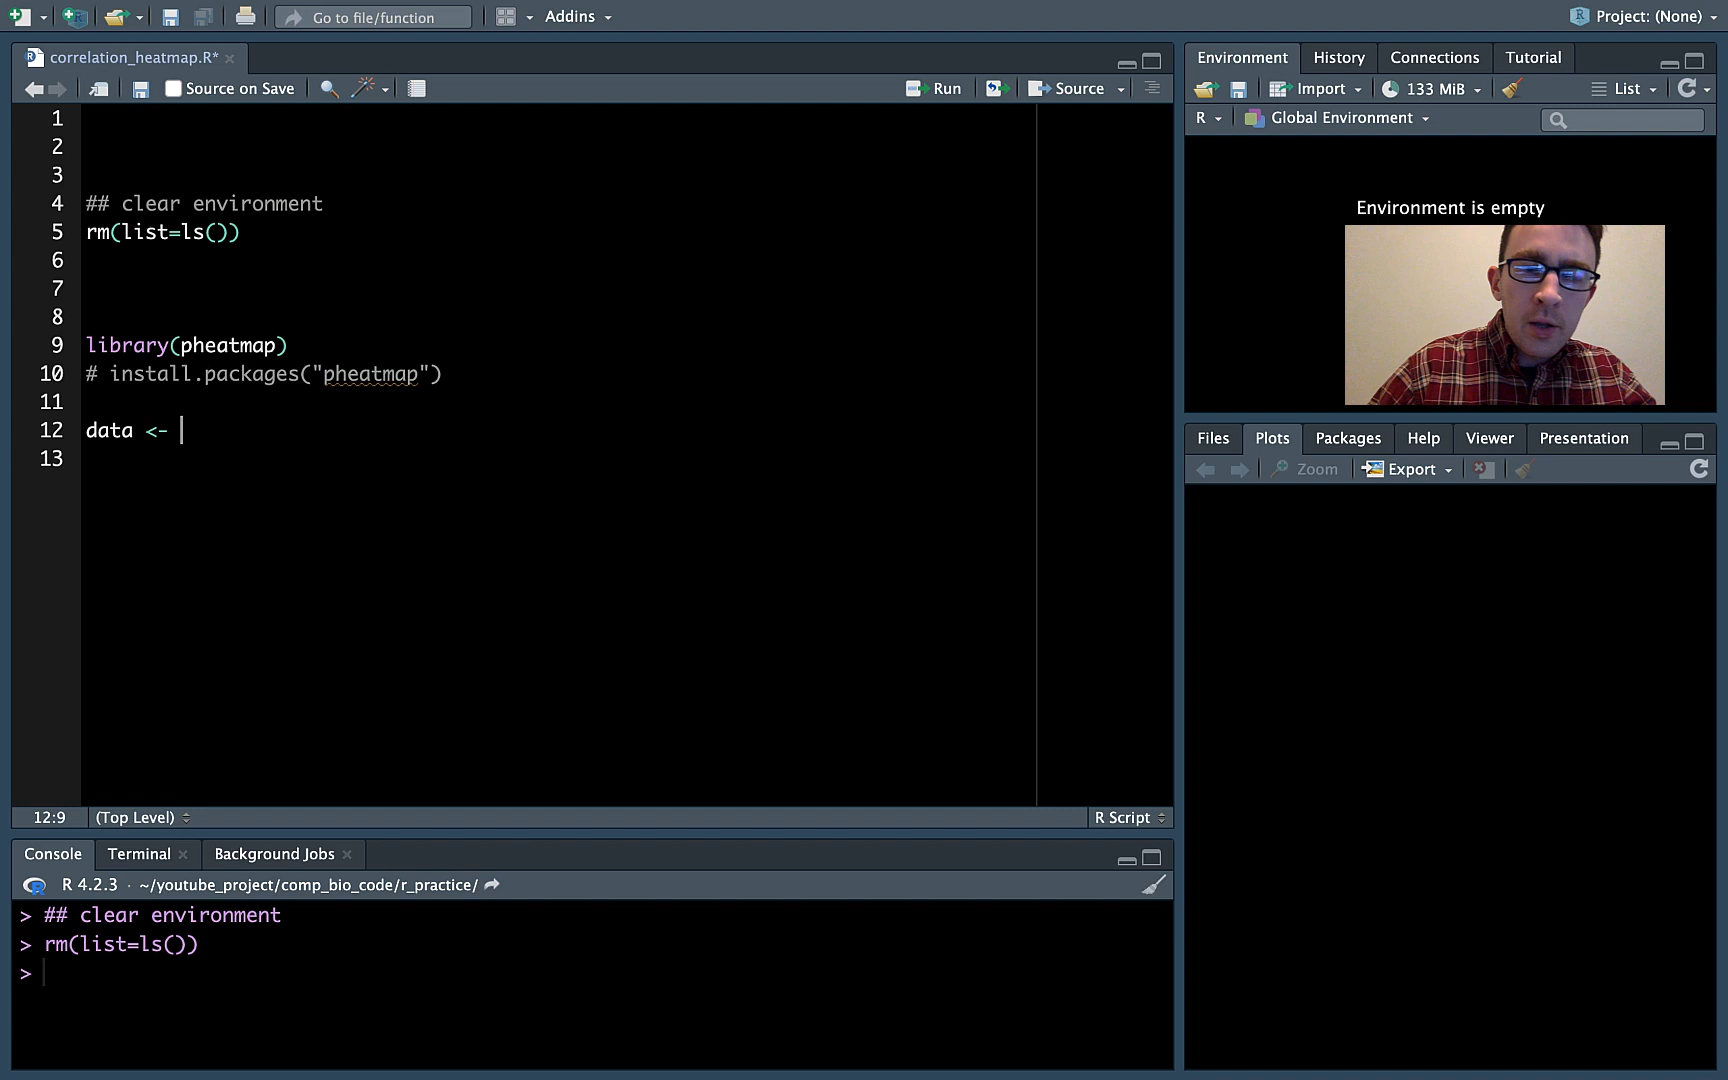 Go to file/function
Addins
Project: (None)
correlation_heatmap.R*
Source on Save
Run
Source
1
2
3
4 ## clear environment
5 rm(list=ls())
6
7
8
9 library(pheatmap)
10 # install.packages("pheatmap")
11
12 data <-
13
12:9 (Top Level) R Script
Console Terminal Background Jobs
R 4.2.3 · ~/youtube_project/comp_bio_code/r_practice/
> ## clear environment
> rm(list=ls())
>
Environment History Connections Tutorial
Import 133 MiB List
R Global Environment
Environment is empty
Files Plots Packages Help Viewer Presentation
Zoom Export